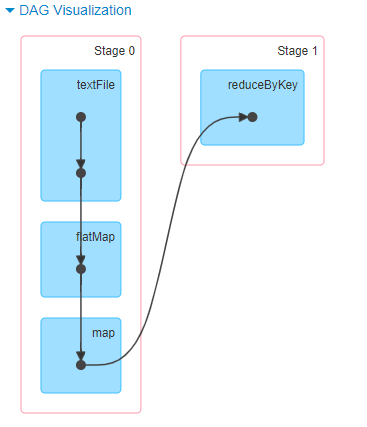 DAG Visualization
Stage 0
textFile
flatMap
map
Stage 1
reduceByKey